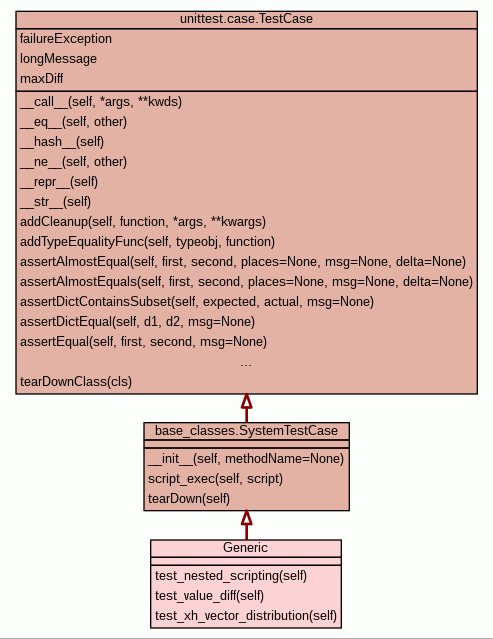 unittest.case.TestCase
failureException
longMessage
maxDiff
__call__(self, *args, **kwds)
__eq__(self, other)
__hash__(self)
__ne__(self, other)
__repr__(self)
__str__(self)
addCleanup(self, function, *args, **kwargs)
addTypeEqualityFunc(self, typeobj, function)
assertAlmostEqual(self, first, second, places=None, msg=None, delta=None)
assertAlmostEquals(self, first, second, places=None, msg=None, delta=None)
assertDictContainsSubset(self, expected, actual, msg=None)
assertDictEqual(self, d1, d2, msg=None)
assertEqual(self, first, second, msg=None)
...
tearDownClass(cls)
base_classes.SystemTestCase
__init__(self, methodName=None)
script_exec(self, script)
tearDown(self)
Generic
test_nested_scripting(self)
test_value_diff(self)
test_xh_vector_distribution(self)